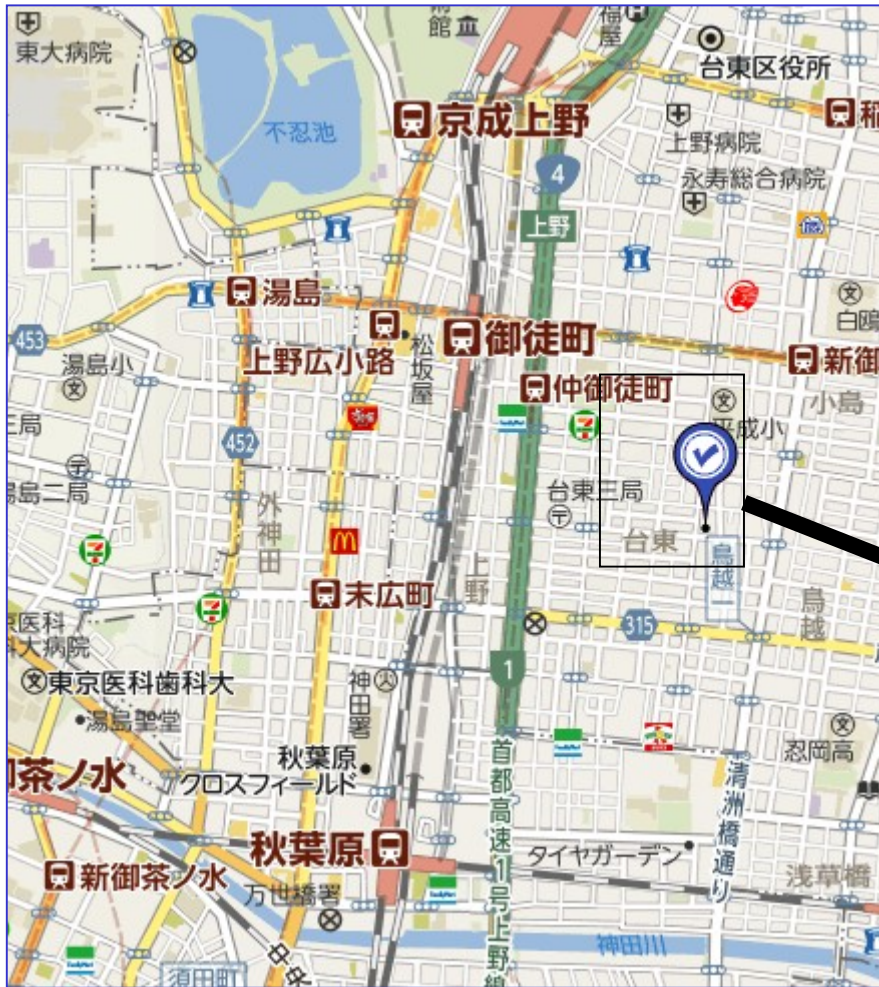 東大病院
不忍池
京成上野
台東区役所
上野病院
永寿総合病院
4
上野
湯島
453
上野広小路
松坂屋
御徒町
仲御徒町
湯島小
平成小
小島
452
外神田
台東三局
台東
鳥越一
鳥越
上野
末広町
315
東京医科歯科大
湯島聖堂
神田署
1
秋葉原
クロスフィールド
忍岡高
清洲橋通り
首都高速1号上野線
秋葉原
タイヤガーデン
浅草橋
新御茶ノ水
万世橋署
神田川
須田町
FamilyMart